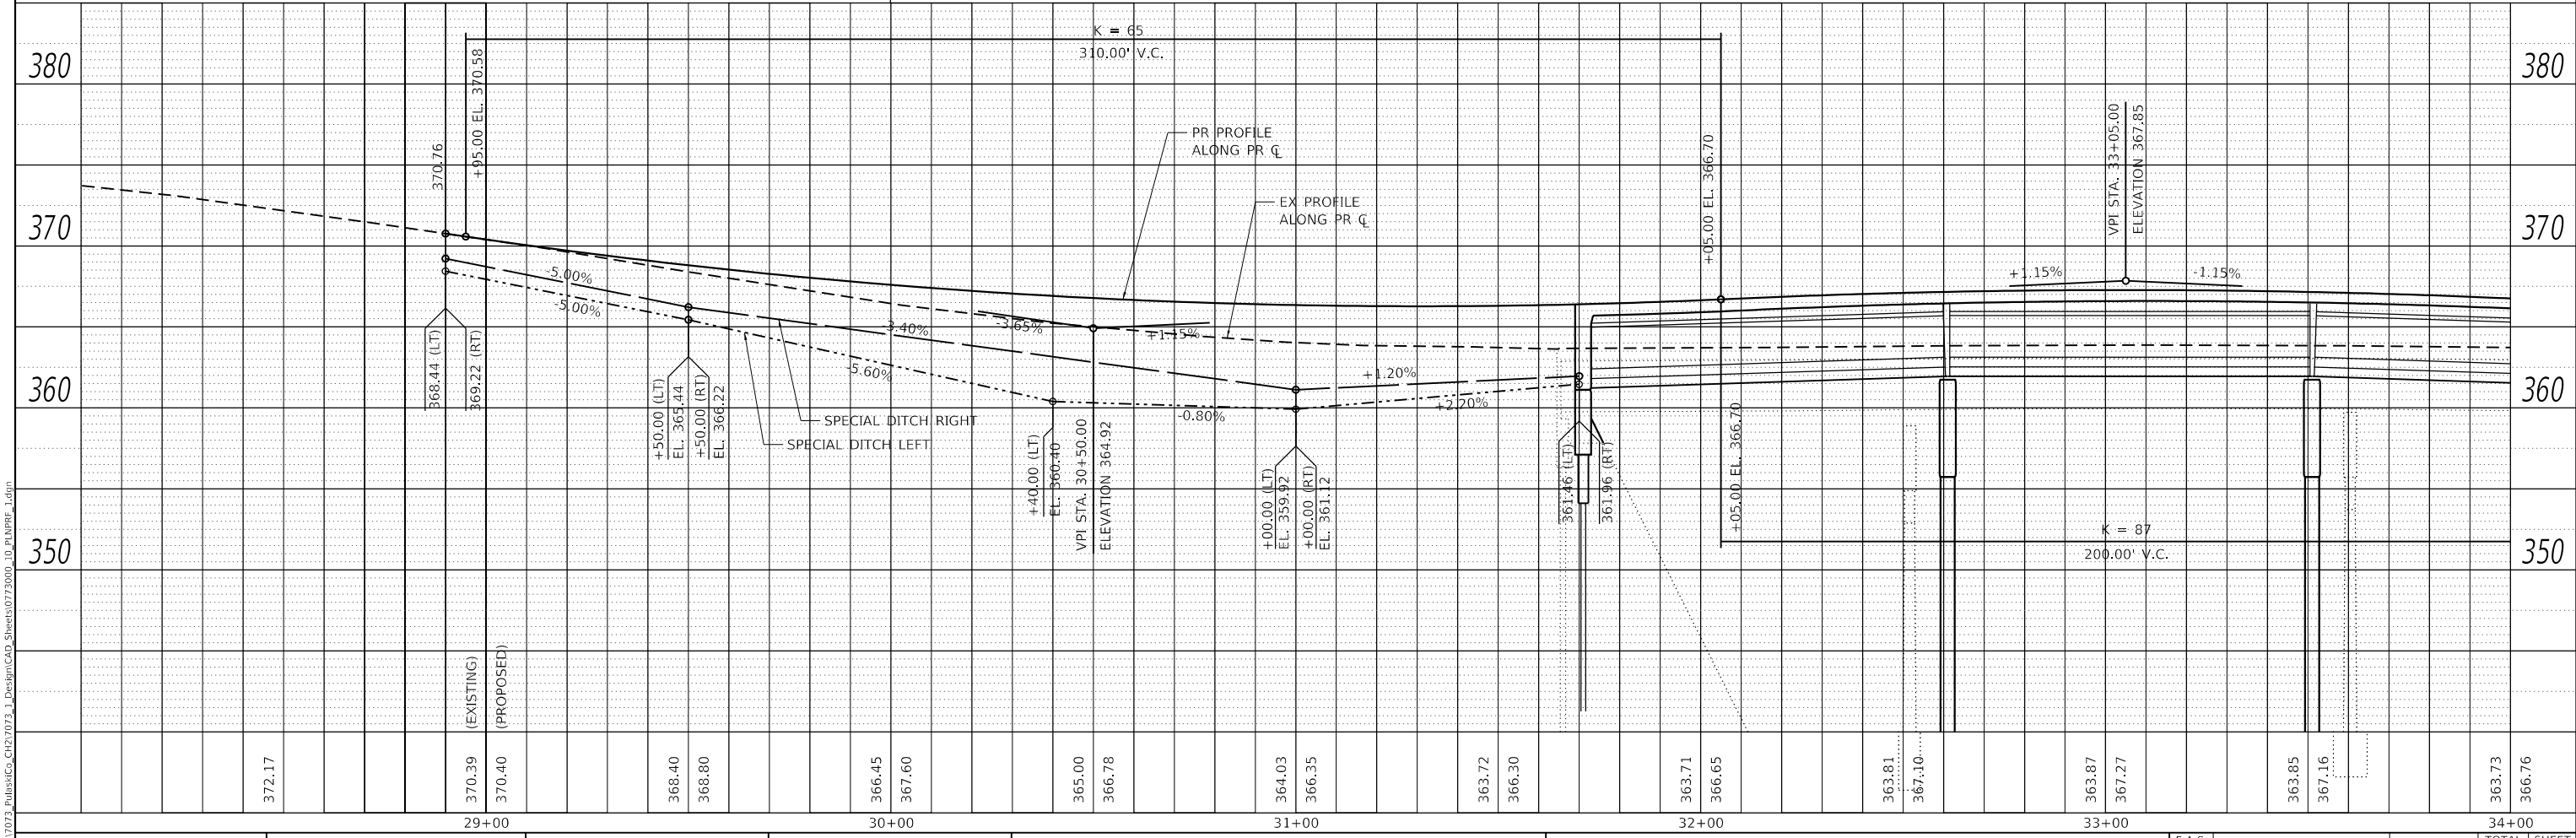 K = 65
310.00' V.C.
380
380
370.76
+95.00 EL. 370.58
PR PROFILE
ALONG PR ℄
EX PROFILE
ALONG PR ℄
+05.00 EL. 366.70
VPI STA. 33+05.00
ELEVATION 367.85
370
370
-5.00%
-5.00%
+1.15%
-1.15%
-3.40%
-3.65%
+1.15%
-5.60%
+1.20%
+2.20%
-0.80%
360
360
368.44 (LT)
369.22 (RT)
+50.00 (LT)
EL. 365.44
+50.00 (RT)
EL. 366.22
SPECIAL DITCH RIGHT
SPECIAL DITCH LEFT
+40.00 (LT)
EL. 360.40
VPI STA. 30+50.00
ELEVATION 364.92
+00.00 (LT)
EL. 359.92
+00.00 (RT)
EL. 361.12
361.46 (LT)
361.96 (RT)
+05.00 EL. 366.70
K = 87
200.00' V.C.
350
350
(EXISTING)
(PROPOSED)
372.17
370.39
370.40
368.40
368.80
366.45
367.60
365.00
366.78
364.03
366.35
363.72
366.30
363.71
366.65
363.81
367.10
363.87
367.27
363.85
367.16
363.73
366.76
29+00
30+00
31+00
32+00
33+00
34+00
\7073_PulaskiCo_CH2\7073_1_Design\CAD_Sheets\0773000_10_PLNPRF_1.dgn